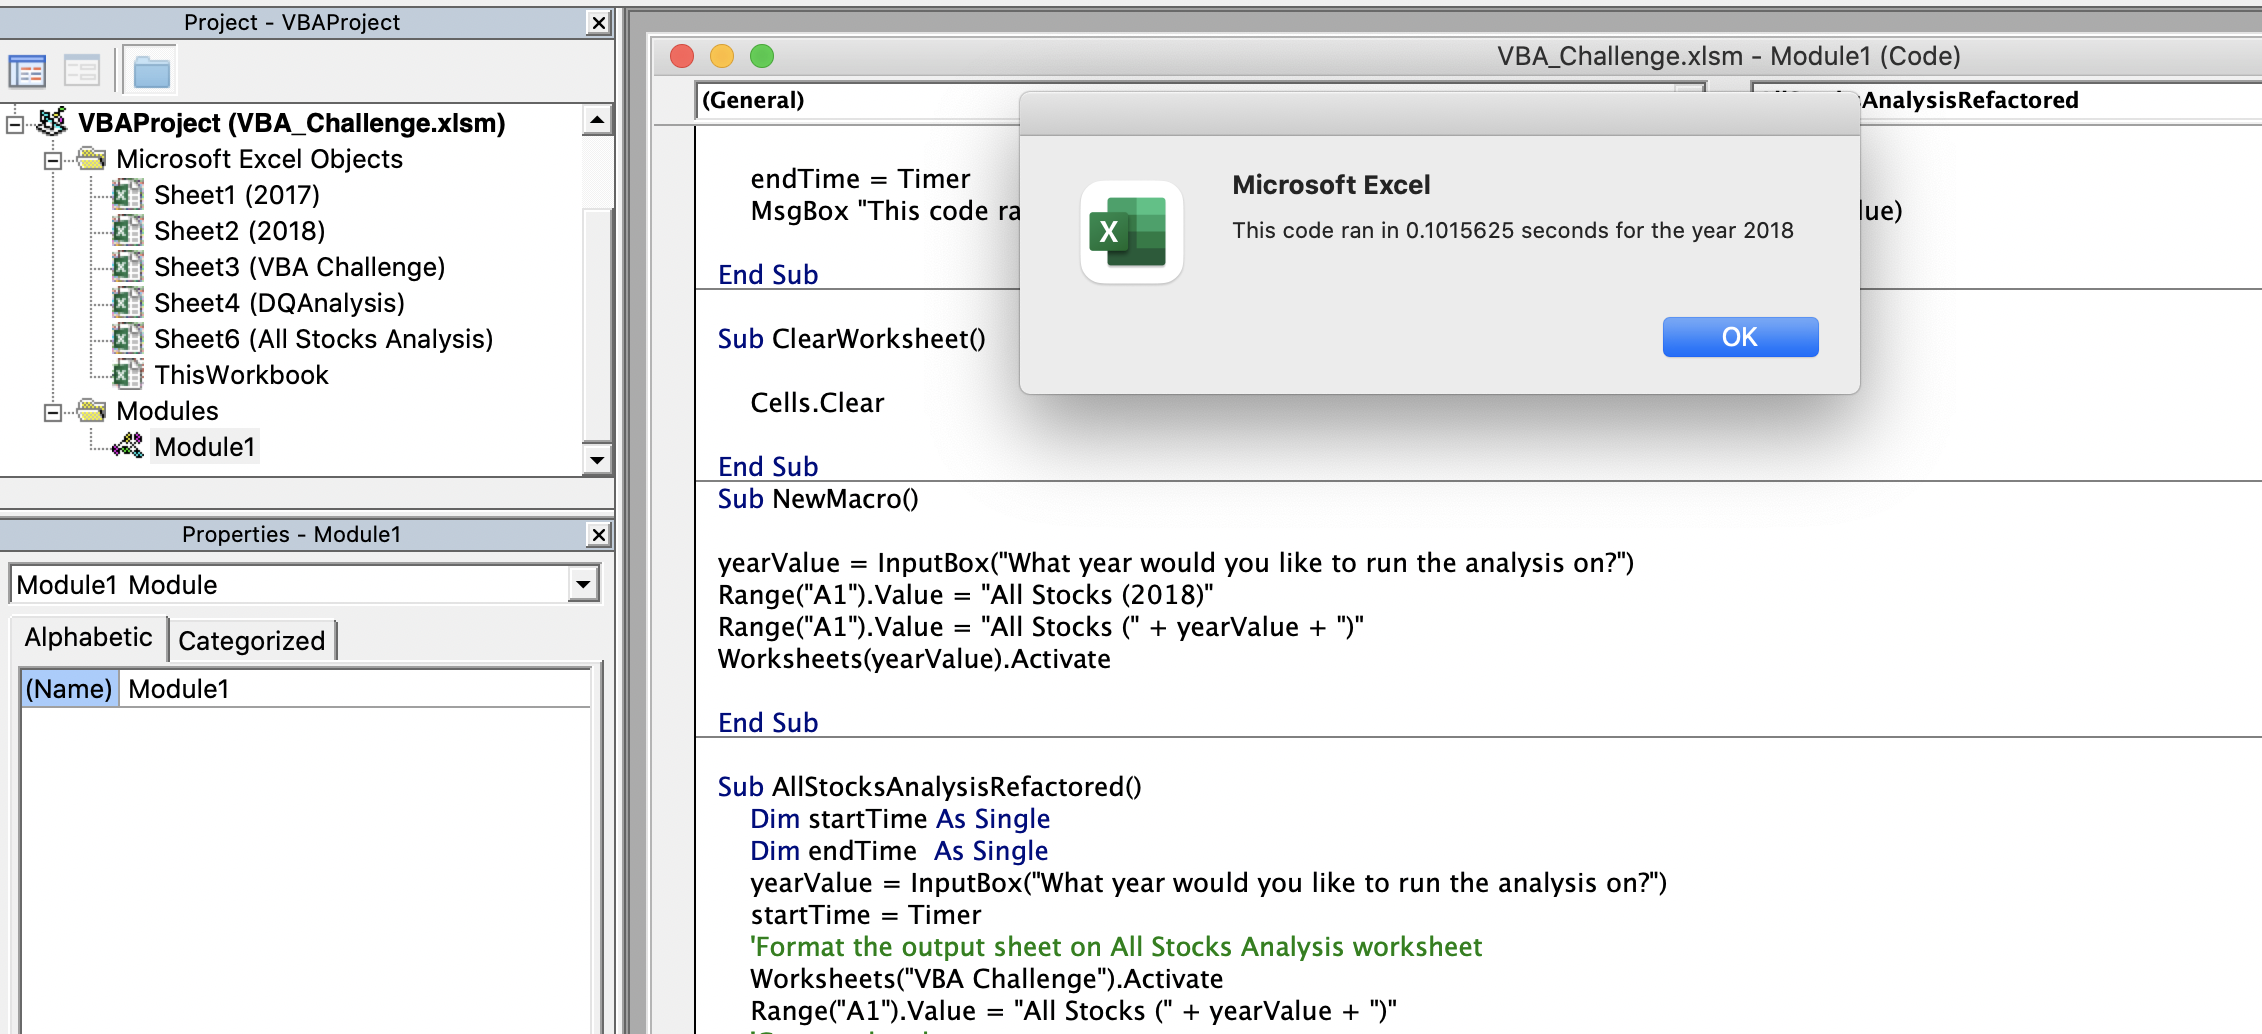 Project - VBAProject
VBAProject (VBA_Challenge.xlsm)
Microsoft Excel Objects
Sheet1 (2017)
Sheet2 (2018)
Sheet3 (VBA Challenge)
Sheet4 (DQAnalysis)
Sheet6 (All Stocks Analysis)
ThisWorkbook
Modules
Module1
Properties - Module1
Module1 Module
Alphabetic
Categorized
(Name) Module1
VBA_Challenge.xlsm - Module1 (Code)
(General)
AnalysisRefactored
endTime = Timer
MsgBox "This code ra
lue)
End Sub
Microsoft Excel
X
This code ran in 0.1015625 seconds for the year 2018
OK
Sub ClearWorksheet()
Cells.Clear
End Sub
Sub NewMacro()
yearValue = InputBox("What year would you like to run the analysis on?")
Range("A1").Value = "All Stocks (2018)"
Range("A1").Value = "All Stocks (" + yearValue + ")"
Worksheets(yearValue).Activate
End Sub
Sub AllStocksAnalysisRefactored()
Dim startTime As Single
Dim endTime  As Single
yearValue = InputBox("What year would you like to run the analysis on?")
startTime = Timer
'Format the output sheet on All Stocks Analysis worksheet
Worksheets("VBA Challenge").Activate
Range("A1").Value = "All Stocks (" + yearValue + ")"